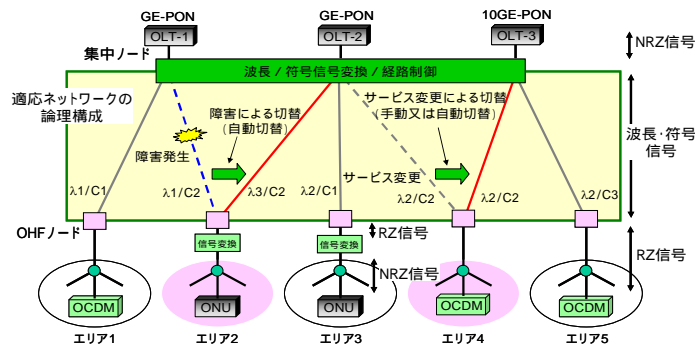 GE-PON
GE-PON
10GE-PON
OLT-1
OLT-2
OLT-3
NRZ信号
集中ノード
波長/符号信号変換/経路制御
適応ネットワークの
論理構成
障害による切替
(自動切替)
サービス変更による切替
(手動又は自動切替)
障害発生
波長・符号
信号
サービス変更
λ1/C1
λ1/C2
λ3/C2
λ2/C1
λ2/C2
λ2/C2
λ2/C3
OHFノード
信号変換
信号変換
RZ信号
RZ信号
NRZ信号
OCDM
ONU
ONU
OCDM
OCDM
エリア1
エリア2
エリア3
エリア4
エリア5